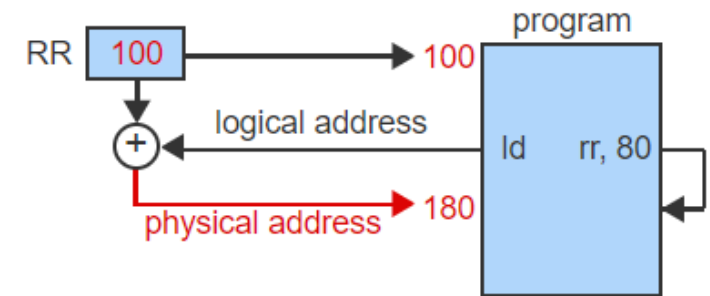 program
RR 100 100
logical address
+ ld rr, 80
physical address 180